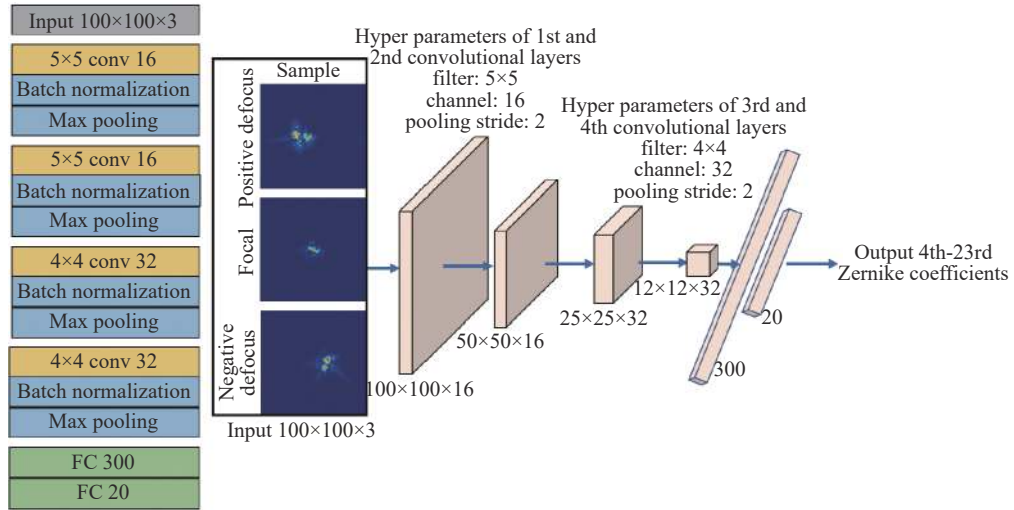 Input 100×100×3
5×5 conv 16
Batch normalization
Max pooling
5×5 conv 16
Batch normalization
Max pooling
4×4 conv 32
Batch normalization
Max pooling
4×4 conv 32
Batch normalization
Max pooling
FC 300
FC 20
Sample
Positive defocus
Focal
Negative
defocus
Input 100×100×3
Hyper parameters of 1st and
2nd convolutional layers
filter: 5×5
channel: 16
pooling stride: 2
Hyper parameters of 3rd and
4th convolutional layers
filter: 4×4
channel: 32
pooling stride: 2
100×100×16
50×50×16
25×25×32
12×12×32
300
20
Output 4th-23rd
Zernike coefficients